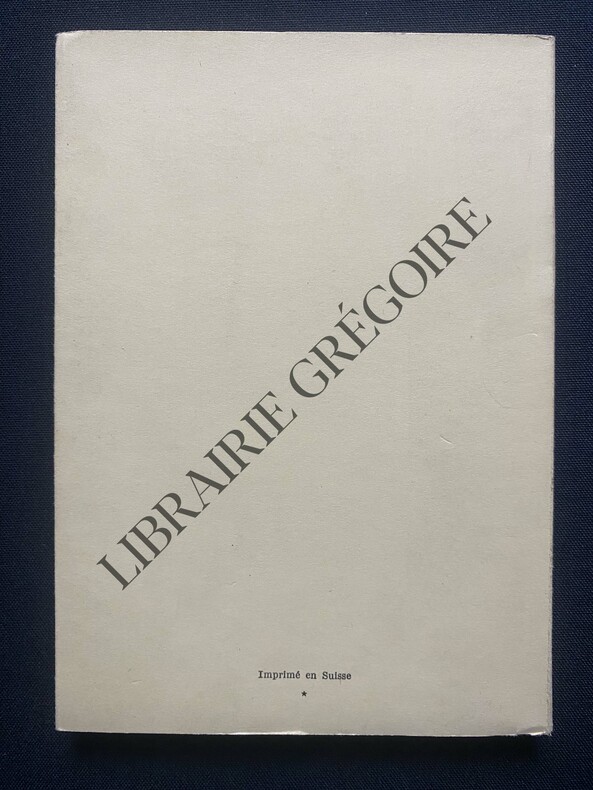 LIBRAIRIE GRÉGOIRE
Imprimé en Suisse
★